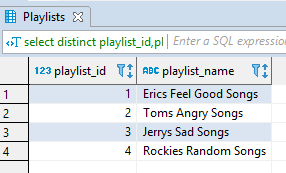 Playlists
select distinct playlist_id,pl Enter a SQL expression
123 playlist_id ABC playlist_name
1 1 Erics Feel Good Songs
2 2 Toms Angry Songs
3 3 Jerrys Sad Songs
4 4 Rockies Random Songs